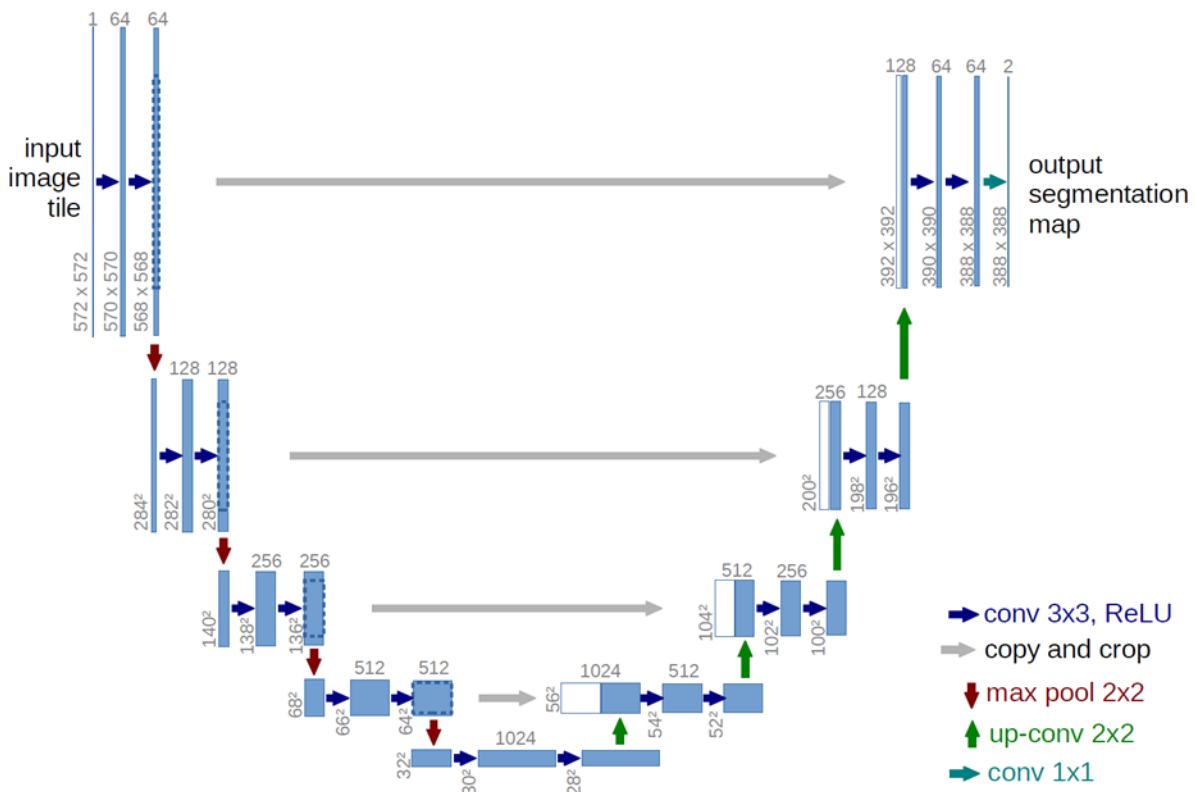 1 64 64
128 64 64 2
input
image
tile
output
segmentation
map
572 x 572
570 x 570
568 x 568
392 x 392
390 x 390
388 x 388
388 x 388
128 128
256 128
284²
282²
280²
200²
198²
196²
256 256
512 256
140²
138²
136²
104²
102²
100²
512 512
1024 512
68²
66²
64²
56²
54²
52²
1024
32²
30²
28²
conv 3x3, ReLU
copy and crop
max pool 2x2
up-conv 2x2
conv 1x1